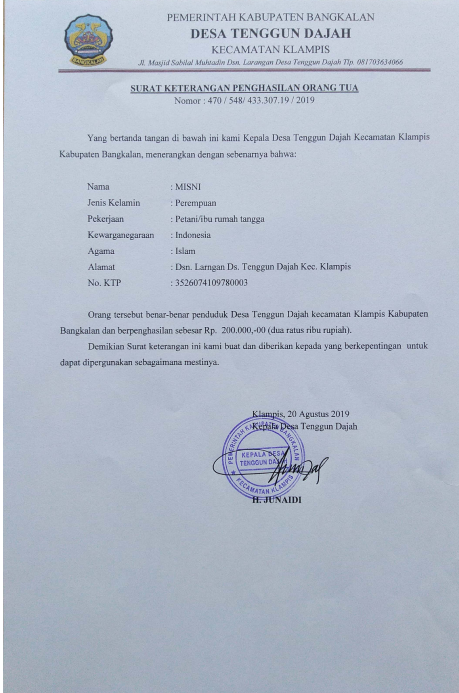 PEMERINTAH KABUPATEN BANGKALAN
DESA TENGGUN DAJAH
KECAMATAN KLAMPIS
Jl. Masjid Sabilal Muhtadin Dsn. Larangan Desa Tenggun Dajah Tlp. 081703634066
BANGKALAN
SURAT KETERANGAN PENGHASILAN ORANG TUA
Nomor : 470 / 548/ 433.307.19 / 2019
Yang bertanda tangan di bawah ini kami Kepala Desa Tenggun Dajah Kecamatan Klampis
Kabupaten Bangkalan, menerangkan dengan sebenarnya bahwa:
Nama : MISNI
Jenis Kelamin : Perempuan
Pekerjaan : Petani/ibu rumah tangga
Kewarganegaraan : Indonesia
Agama : Islam
Alamat : Dsn. Larngan Ds. Tenggun Dajah Kec. Klampis
No. KTP : 3526074109780003
Orang tersebut benar-benar penduduk Desa Tenggun Dajah kecamatan Klampis Kabupaten
Bangkalan dan berpenghasilan sebesar Rp. 200.000,-00 (dua ratus ribu rupiah).
Demikian Surat keterangan ini kami buat dan diberikan kepada yang berkepentingan untuk
dapat dipergunakan sebagaimana mestinya.
Klampis, 20 Agustus 2019
Kepala Desa Tenggun Dajah
PEMERINTAH KABUPATEN BANGKALAN
KEPALA DESA
TENGGUN DAJAH
KECAMATAN KLAMPIS
H. JUNAIDI